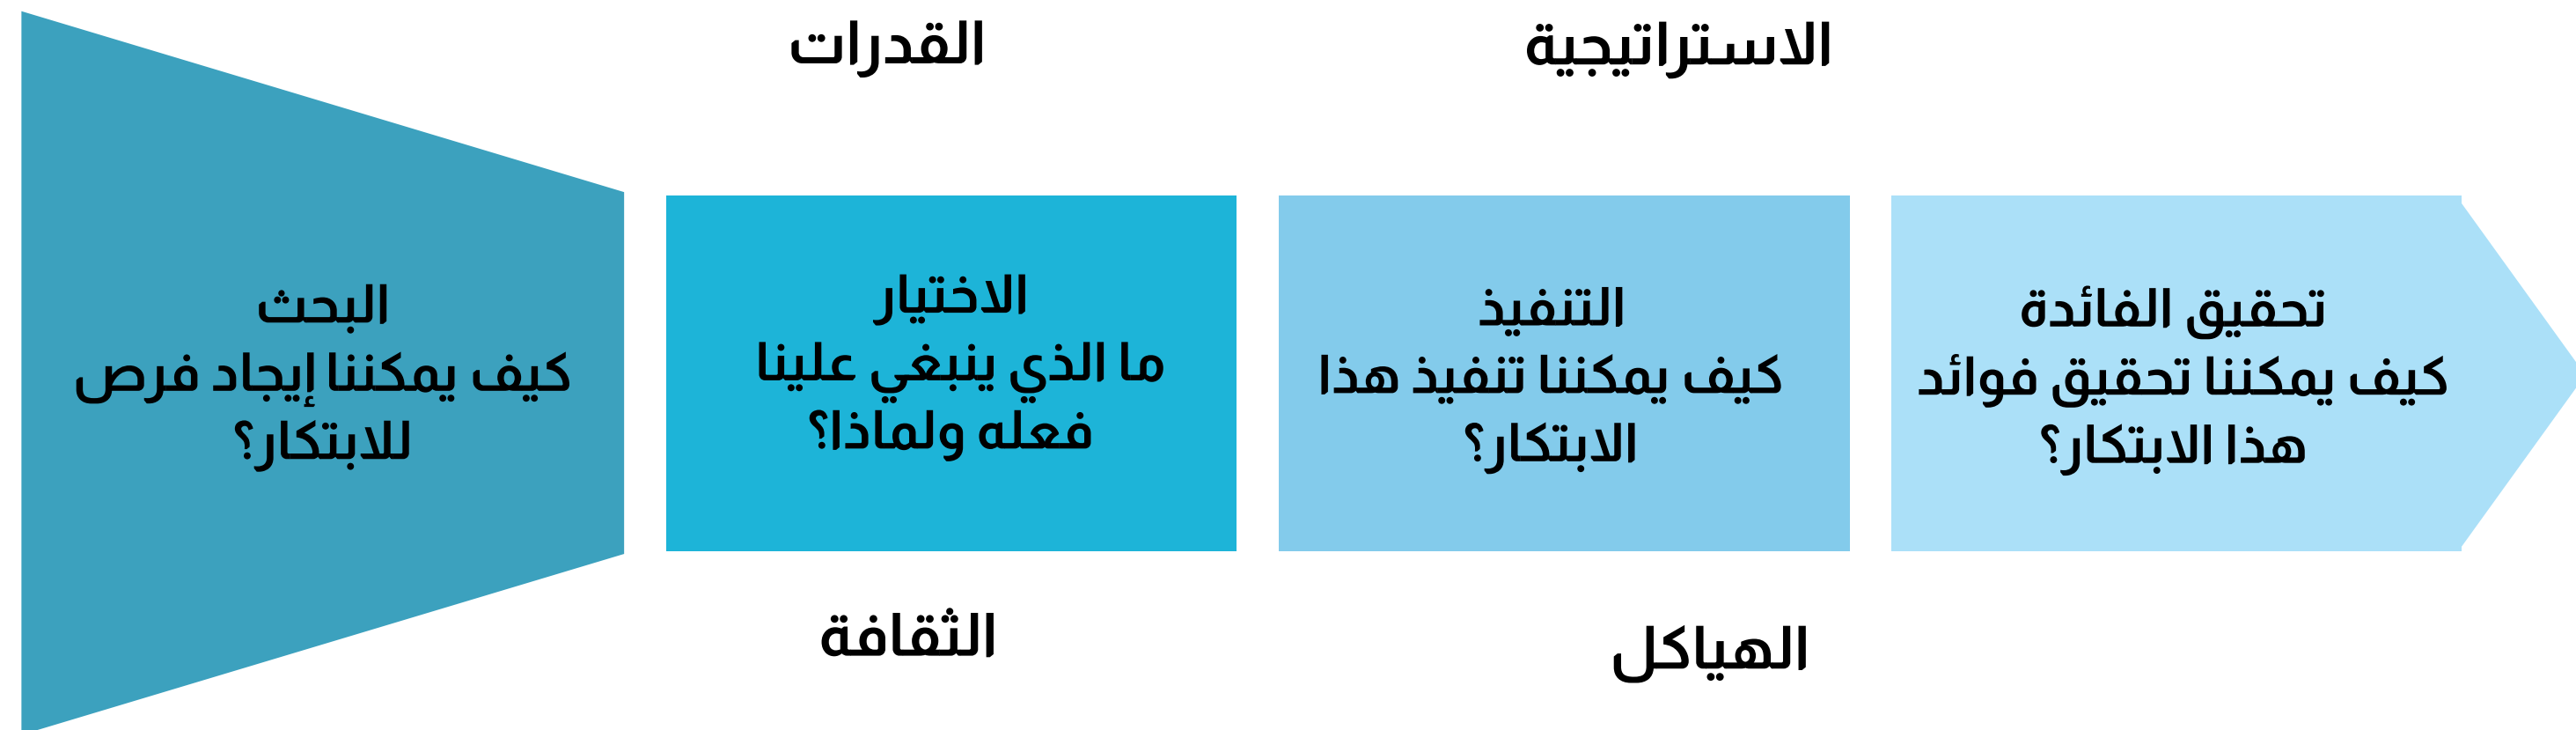 القدرات
الاستراتيجية
البحث
كيف يمكننا إيجاد فرص
للابتكار؟
الاختيار
ما الذي ينبغي علينا
فعله ولماذا؟
التنفيذ
كيف يمكننا تنفيذ هذا
الابتكار؟
تحقيق الفائدة
كيف يمكننا تحقيق فوائد
هذا الابتكار؟
الثقافة
الهياكل